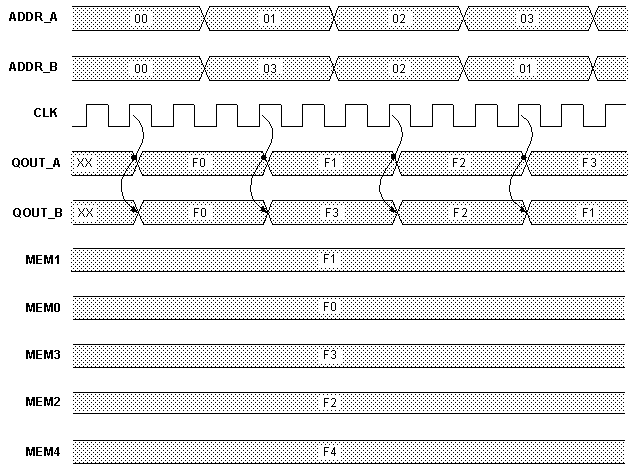 ADDR_A 00 01 02 03
ADDR_B 00 03 02 01
CLK
QOUT_A XX F0 F1 F2 F3
QOUT_B XX F0 F3 F2 F1
MEM1 F1
MEM0 F0
MEM3 F3
MEM2 F2
MEM4 F4